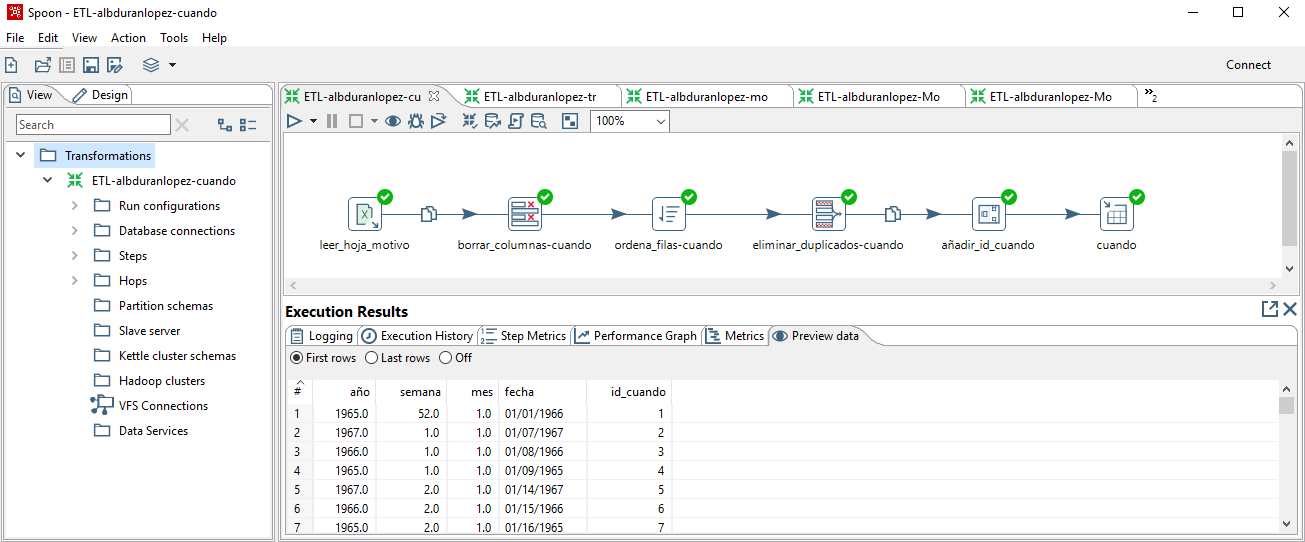 Spoon - ETL-albduranlopez-cuando
File Edit View Action Tools Help
Connect
View Design
Search
Transformations
ETL-albduranlopez-cuando
Run configurations
Database connections
Steps
Hops
Partition schemas
Slave server
Kettle cluster schemas
Hadoop clusters
VFS Connections
Data Services
ETL-albduranlopez-cu ETL-albduranlopez-tr ETL-albduranlopez-mo ETL-albduranlopez-Mo ETL-albduranlopez-Mo »2
100%
leer_hoja_motivo borrar_columnas-cuando ordena_filas-cuando eliminar_duplicados-cuando añadir_id_cuando cuando
Execution Results
Logging Execution History Step Metrics Performance Graph Metrics Preview data
First rows Last rows Off
# año semana mes fecha id_cuando
1 1965.0 52.0 1.0 01/01/1966 1
2 1967.0 1.0 1.0 01/07/1967 2
3 1966.0 1.0 1.0 01/08/1966 3
4 1965.0 1.0 1.0 01/09/1965 4
5 1967.0 2.0 1.0 01/14/1967 5
6 1966.0 2.0 1.0 01/15/1966 6
7 1965.0 2.0 1.0 01/16/1965 7